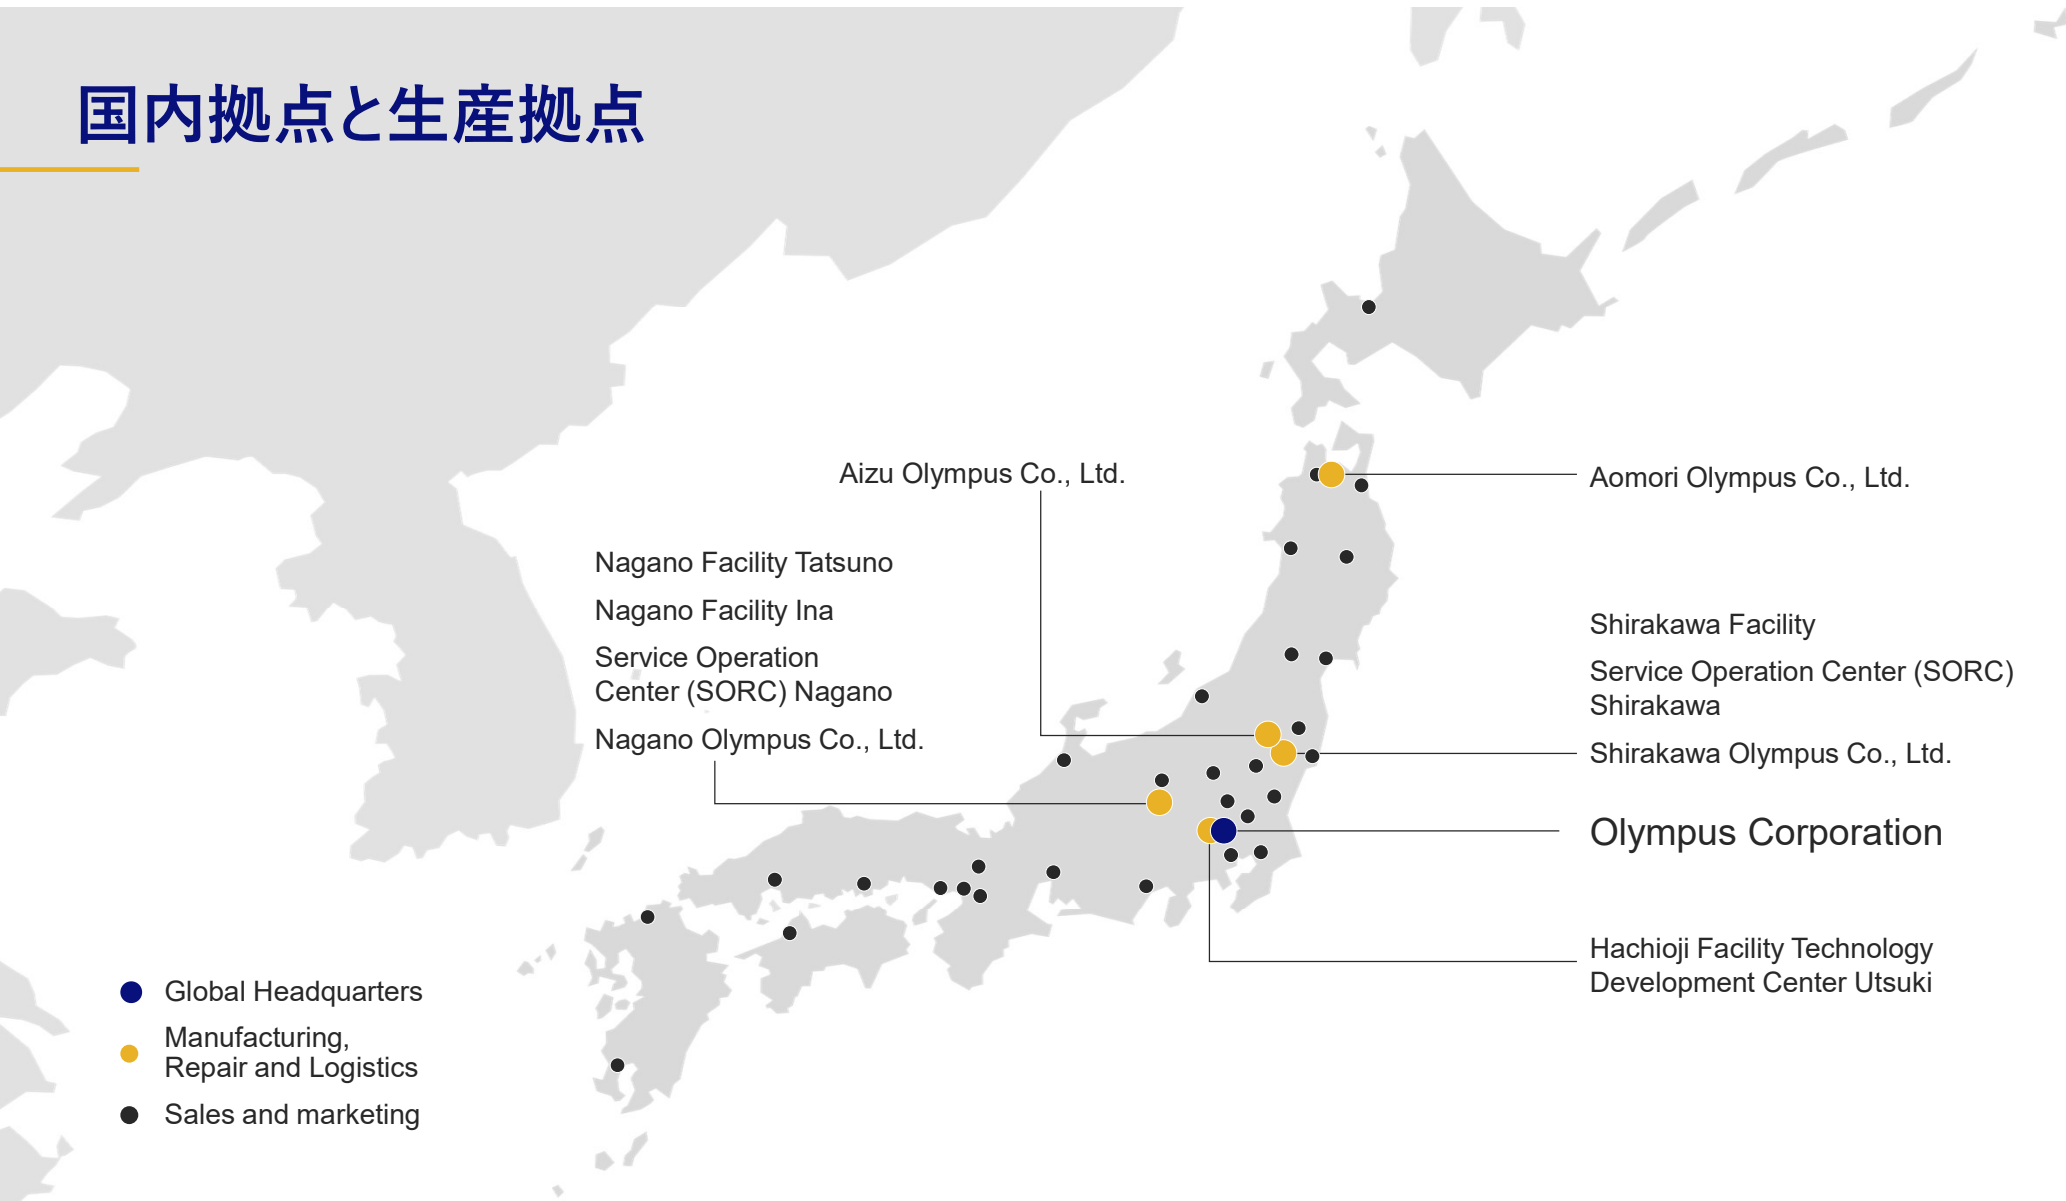 国内拠点と生産拠点
Aizu Olympus Co., Ltd.
Aomori Olympus Co., Ltd.
Nagano Facility Tatsuno
Nagano Facility Ina
Service Operation
Center (SORC) Nagano
Nagano Olympus Co., Ltd.
Shirakawa Facility
Service Operation Center (SORC)
Shirakawa
Shirakawa Olympus Co., Ltd.
Olympus Corporation
Hachioji Facility Technology
Development Center Utsuki
Global Headquarters
Manufacturing,
Repair and Logistics
Sales and marketing